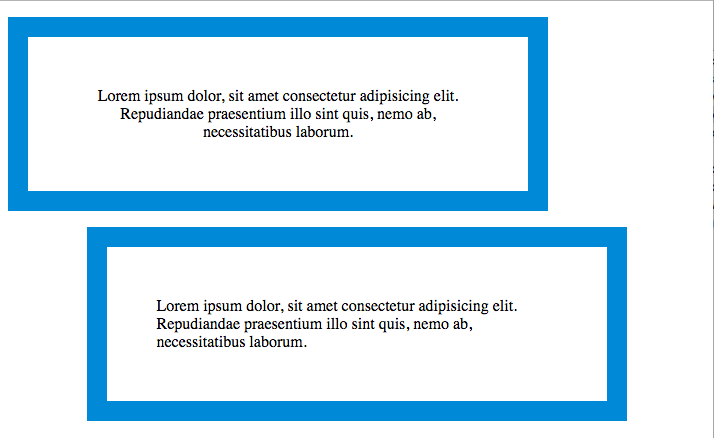 Lorem ipsum dolor, sit amet consectetur adipisicing elit.
Repudiandae praesentium illo sint quis, nemo ab,
necessitatibus laborum.
Lorem ipsum dolor, sit amet consectetur adipisicing elit.
Repudiandae praesentium illo sint quis, nemo ab,
necessitatibus laborum.